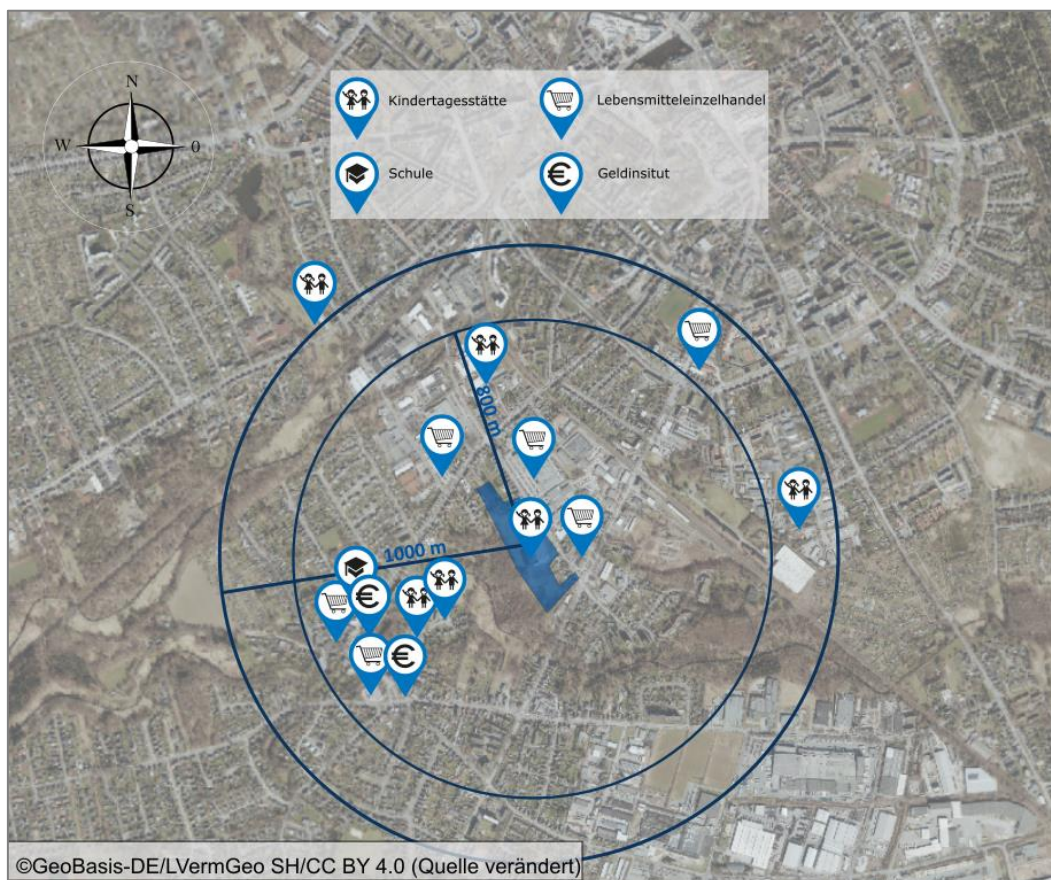 N
W
O
S
Kindertagesstätte
Lebensmitteleinzelhandel
Schule
Geldinsitut
800 m
1000 m
©GeoBasis-DE/LVermGeo SH/CC BY 4.0 (Quelle verändert)